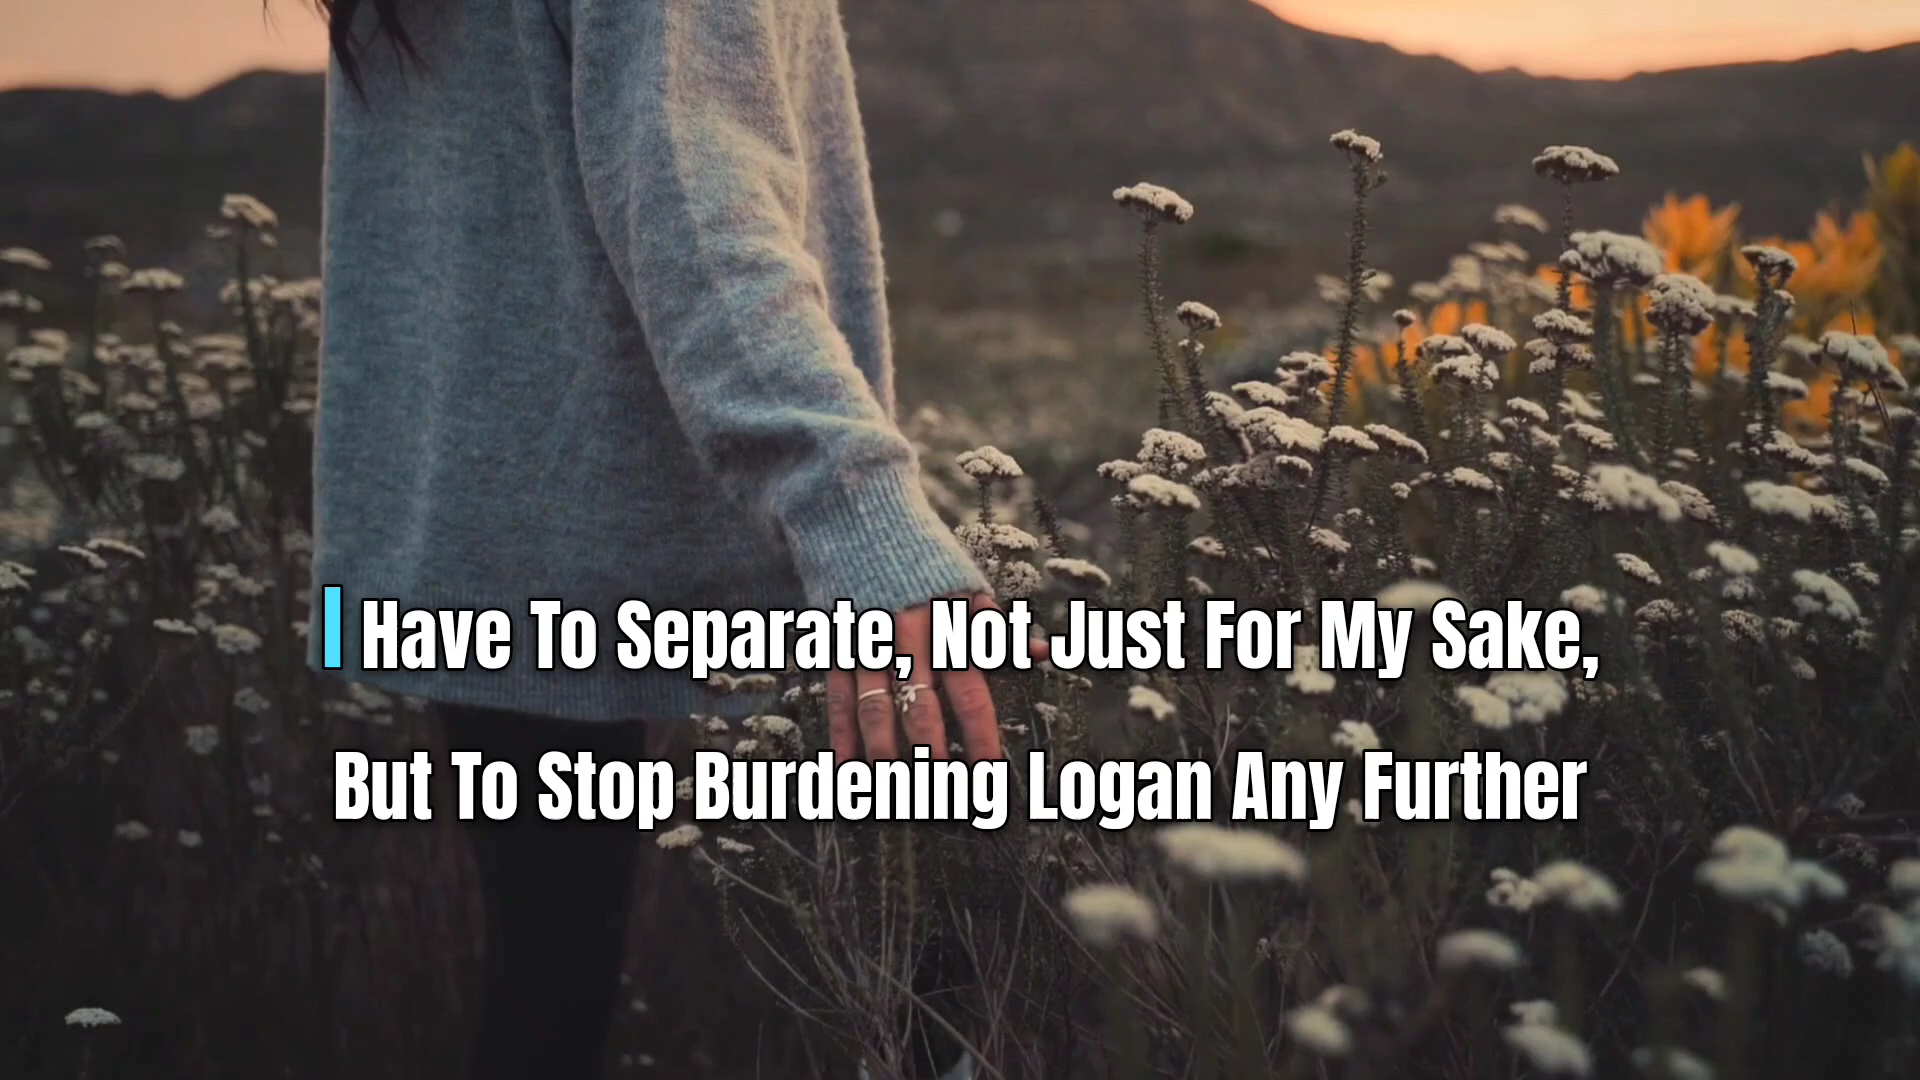 I Have To Separate, Not Just For My Sake,
But To Stop Burdening Logan Any Further